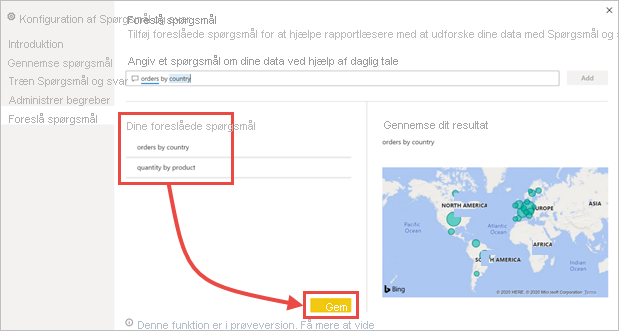 Konfiguration af Spørgsmål og svar
Introduktion
Gennemse spørgsmål
Træn Spørgsmål og svar
Administrer begreber
Foreslå spørgsmål
Foreslå spørgsmål
Tilføj foreslåede spørgsmål for at hjælpe rapportlæsere med at udforske dine data med Spørgsmål og s
Angiv et spørgsmål om dine data ved hjælp af daglig tale
orders by country
Add
Dine foreslåede spørgsmål
orders by country
quantity by product
Gem
Gennemse dit resultat
orders by country
NORTH AMERICA
EUROPE
Pacific
Ocean
Atlantic
Ocean
AFRICA
SOUTH AMERICA
Indian
Ocean
Bing
© 2020 HERE, © 2020 Microsoft Corporation Terms
Denne funktion er i prøveversion. Få mere at vide